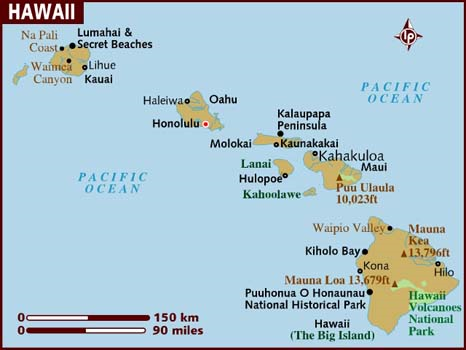 HAWAII
Na Pali
Coast
Lumahai &
Secret Beaches
Waimea
Canyon
Lihue
Kauai
Haleiwa
Oahu
Honolulu
Kalaupapa
Peninsula
Molokai
Kaunakakai
Lanai
Hulopoe
Kahakuloa
Maui
Kahoolawe
Puu Ulaula
10,023ft
PACIFIC
OCEAN
PACIFIC
OCEAN
LP
Waipio Valley
Mauna
Kea
13,796ft
Kiholo Bay
Kona
Hilo
Mauna Loa 13,679ft
Puuhonua O Honaunau
National Historical Park
Hawaii
Volcanoes
National
Park
Hawaii
(The Big Island)
0 150 km
0 90 miles